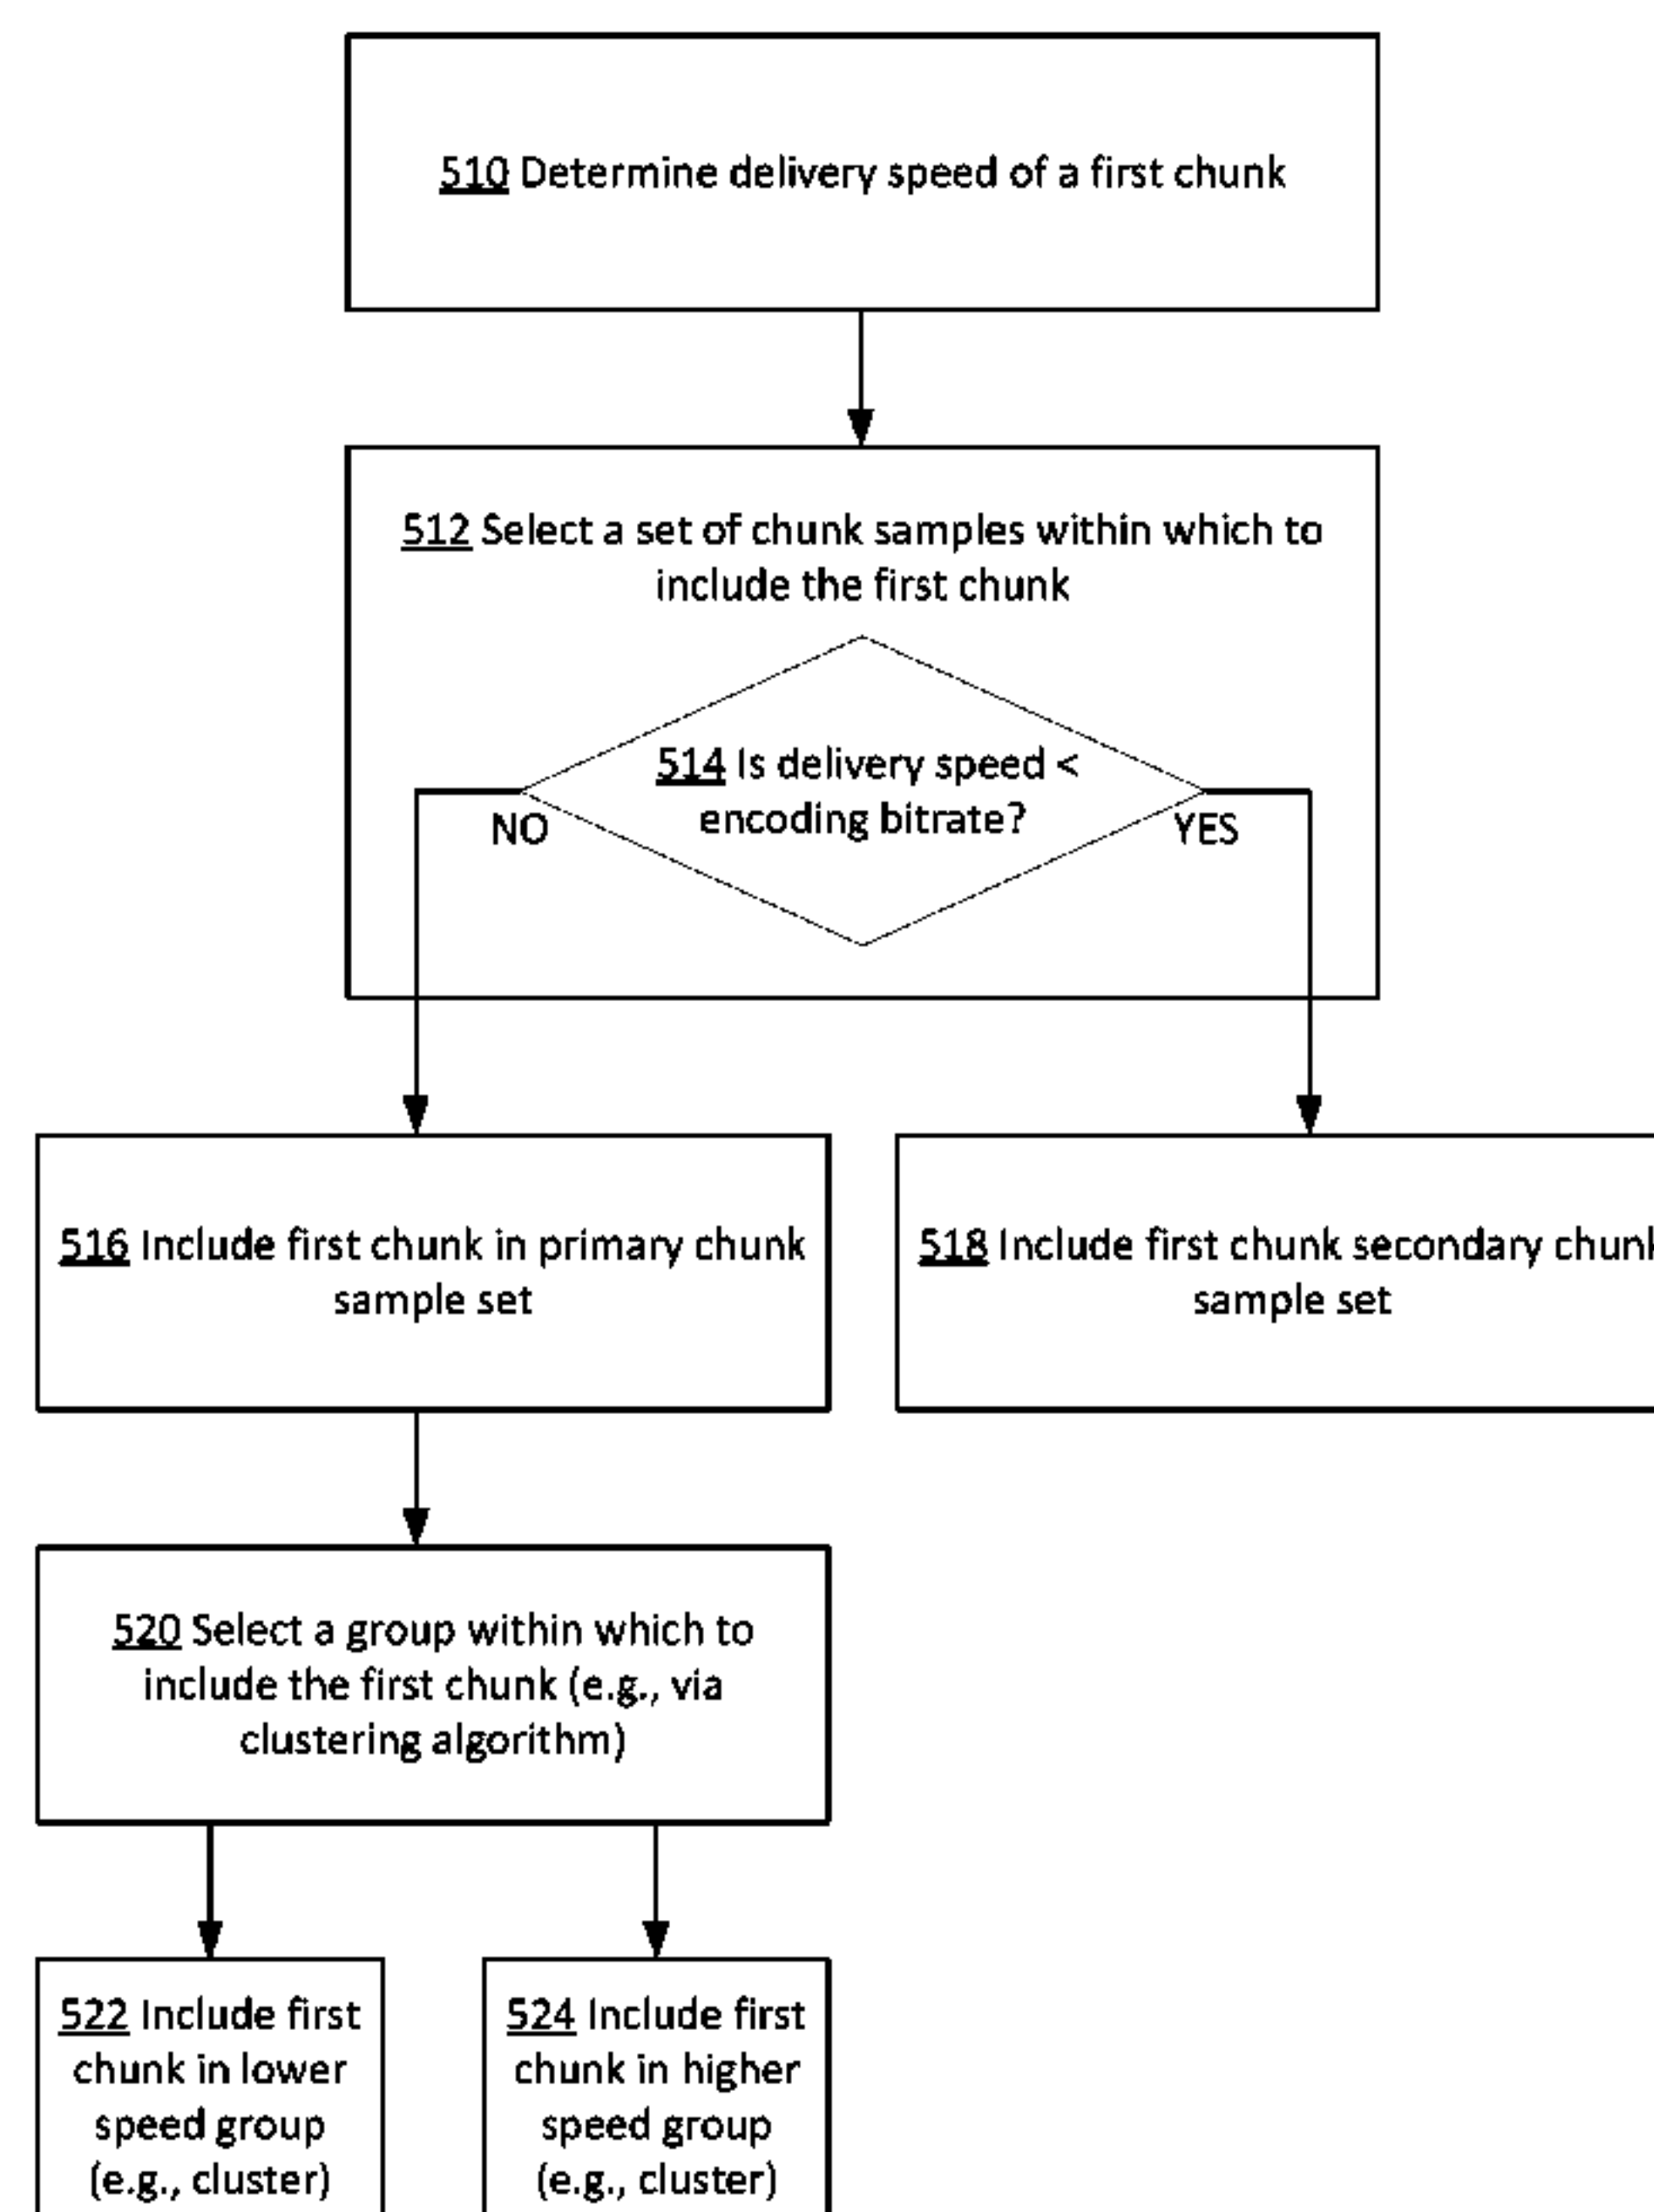 510 Determine delivery speed of a first chunk
512 Select a set of chunk samples within which to
include the first chunk
514 Is delivery speed <
encoding bitrate?
NO
YES
516 Include first chunk in primary chunk
sample set
518 Include first chunk secondary chunk
sample set
520 Select a group within which to
include the first chunk (e.g., via
clustering algorithm)
522 Include first
chunk in lower
speed group
(e.g., cluster)
524 Include first
chunk in higher
speed group
(e.g., cluster)